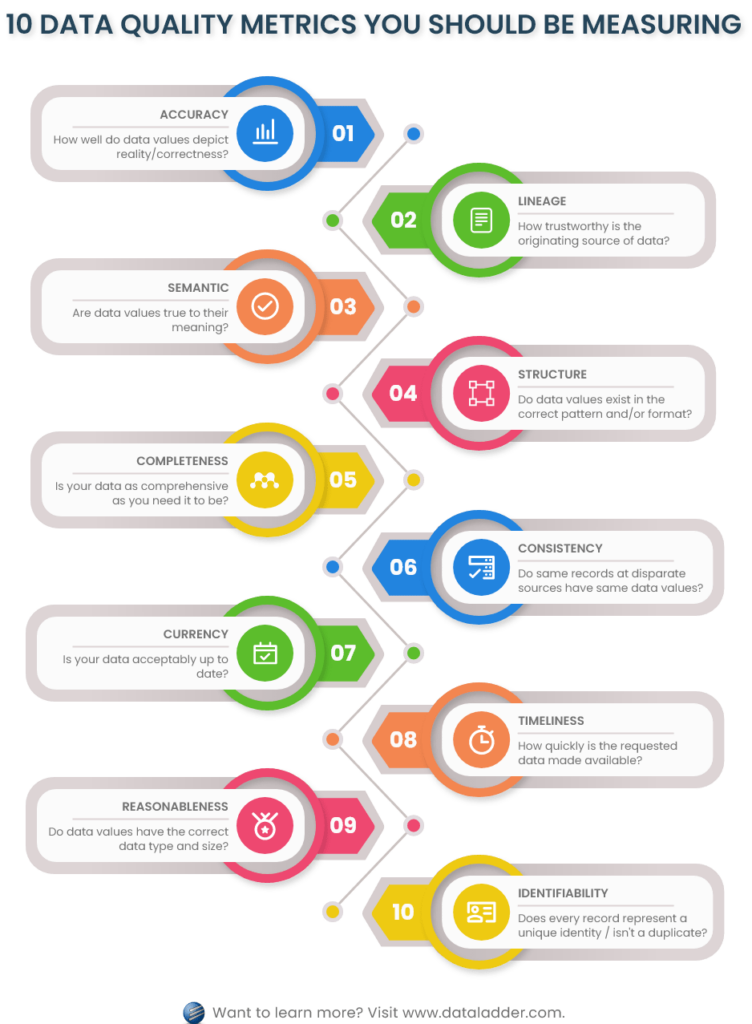 10 DATA QUALITY METRICS YOU SHOULD BE MEASURING
ACCURACY
How well do data values depict
reality/correctness?
01
02
LINEAGE
How trustworthy is the
originating source of data?
SEMANTIC
Are data values true to their
meaning?
03
04
STRUCTURE
Do data values exist in the
correct pattern and/or format?
COMPLETENESS
Is your data as comprehensive
as you need it to be?
05
06
CONSISTENCY
Do same records at disparate
sources have same data values?
CURRENCY
Is your data acceptably up to
date?
07
08
TIMELINESS
How quickly is the requested
data made available?
REASONABLENESS
Do data values have the correct
data type and size?
09
10
IDENTIFIABILITY
Does every record represent a
unique identity / isn't a duplicate?
Want to learn more? Visit www.dataladder.com.